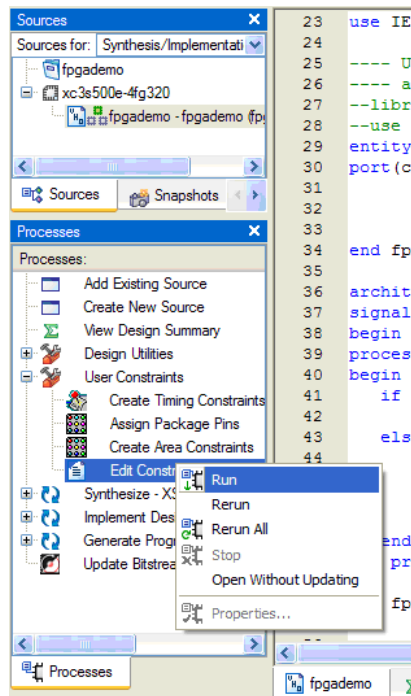 Sources
Sources for: Synthesis/Implementati
fpgademo
xc3s500e-4fg320
fpgademo - fpgademo (fp
Sources
Snapshots
Processes
Processes:
Add Existing Source
Create New Source
View Design Summary
Design Utilities
User Constraints
Create Timing Constraints
Assign Package Pins
Create Area Constraints
Edit Constr
Synthesize - XS
Implement Des
Generate Prog
Update Bitstrea
Run
Rerun
Rerun All
Stop
Open Without Updating
Properties...
Processes
23 use IE
24
25 ---- U
26 ---- a
27 --libr
28 --use
29 entity
30 port(c
31
32
33
34 end fp
35
36 archit
37 signal
38 begin
39 proces
40 begin
41 if
42
43 els
44
end
pr
fp
fpgademo